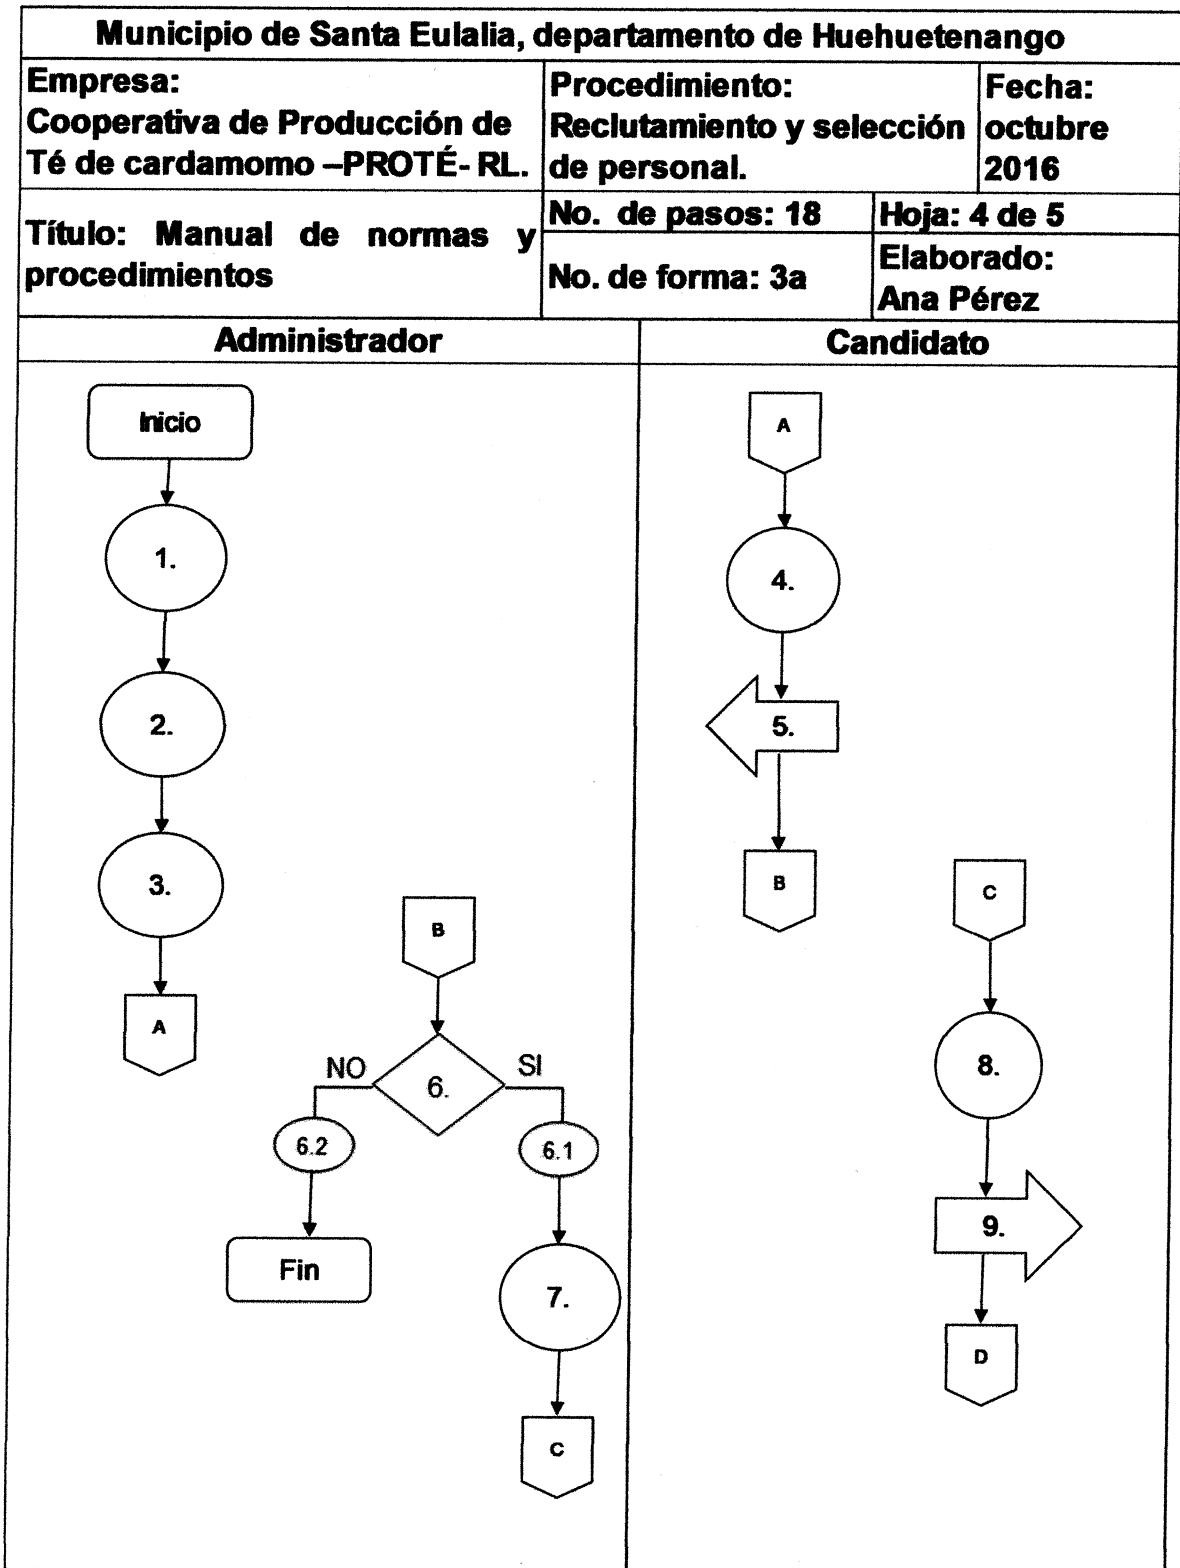 Municipio de Santa Eulalia, departamento de Huehuetenango
Empresa:
Cooperativa de Producción de
Té de cardamomo –PROTÉ- RL.
Procedimiento:
Reclutamiento y selección
de personal.
Fecha:
octubre
2016
Título: Manual de normas y
procedimientos
No. de pasos: 18
Hoja: 4 de 5
No. de forma: 3a
Elaborado:
Ana Pérez
Administrador
Candidato
Inicio
1.
2.
3.
A
B
6.
NO
SI
6.2
6.1
Fin
7.
C
A
4.
5.
B
C
8.
9.
D